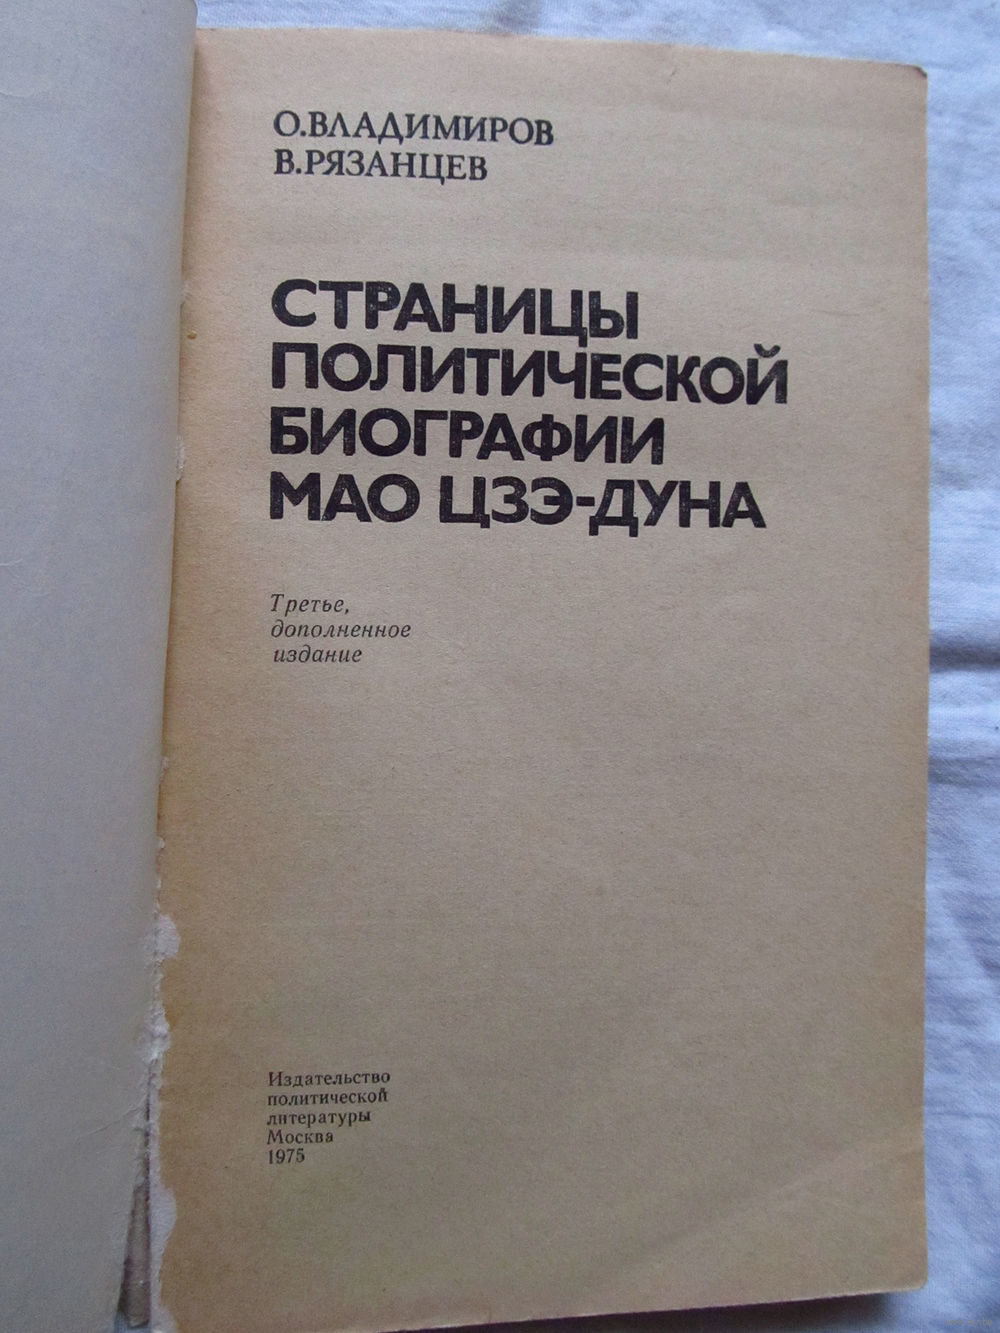 О.ВЛАДИМИРОВ
В.РЯЗАНЦЕВ
СТРАНИЦЫ
ПОЛИТИЧЕСКОЙ
БИОГРАФИИ
МАО ЦЗЭ-ДУНА
Третье,
дополненное
издание
Издательство
политической
литературы
Москва
1975